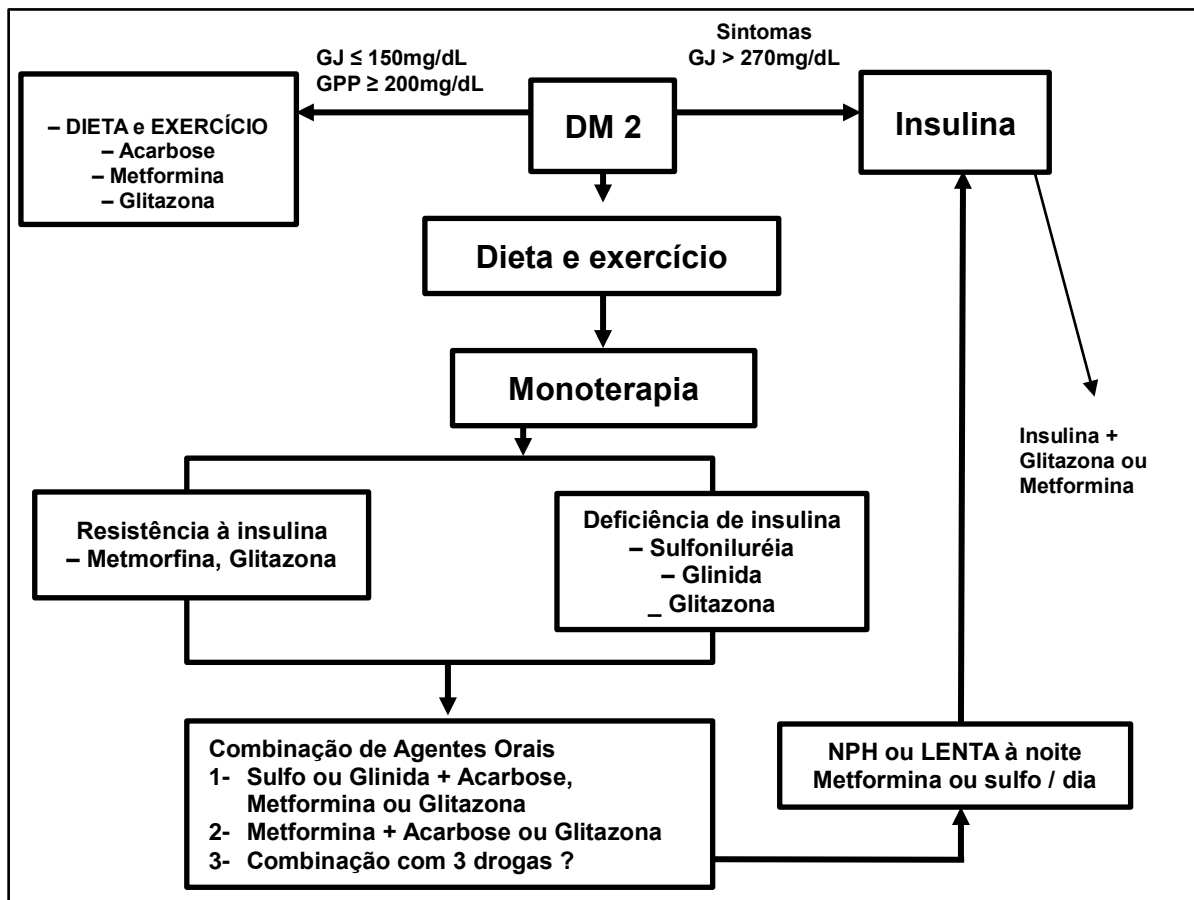 Sintomas
GJ > 270mg/dL
GJ ≤ 150mg/dL
GPP ≥ 200mg/dL
– DIETA e EXERCÍCIO
– Acarbose
– Metformina
– Glitazona
DM 2
Insulina
Dieta e exercício
Monoterapia
Insulina +
Glitazona ou
Metformina
Resistência à insulina
– Metmorfina, Glitazona
Deficiência de insulina
– Sulfoniluréia
– Glinida
_ Glitazona
Combinação de Agentes Orais
1- Sulfo ou Glinida + Acarbose,
Metformina ou Glitazona
2- Metformina + Acarbose ou Glitazona
3- Combinação com 3 drogas ?
NPH ou LENTA à noite
Metformina ou sulfo / dia